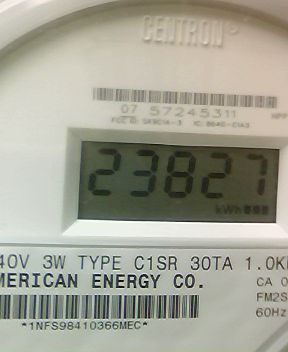 CENTRON®
07 57245311
23827
kWh
40V 3W TYPE C1SR 30TA 1.0K
MERICAN ENERGY CO.
CA 0
FM2S
60Hz
*1NFS98410366MEC*